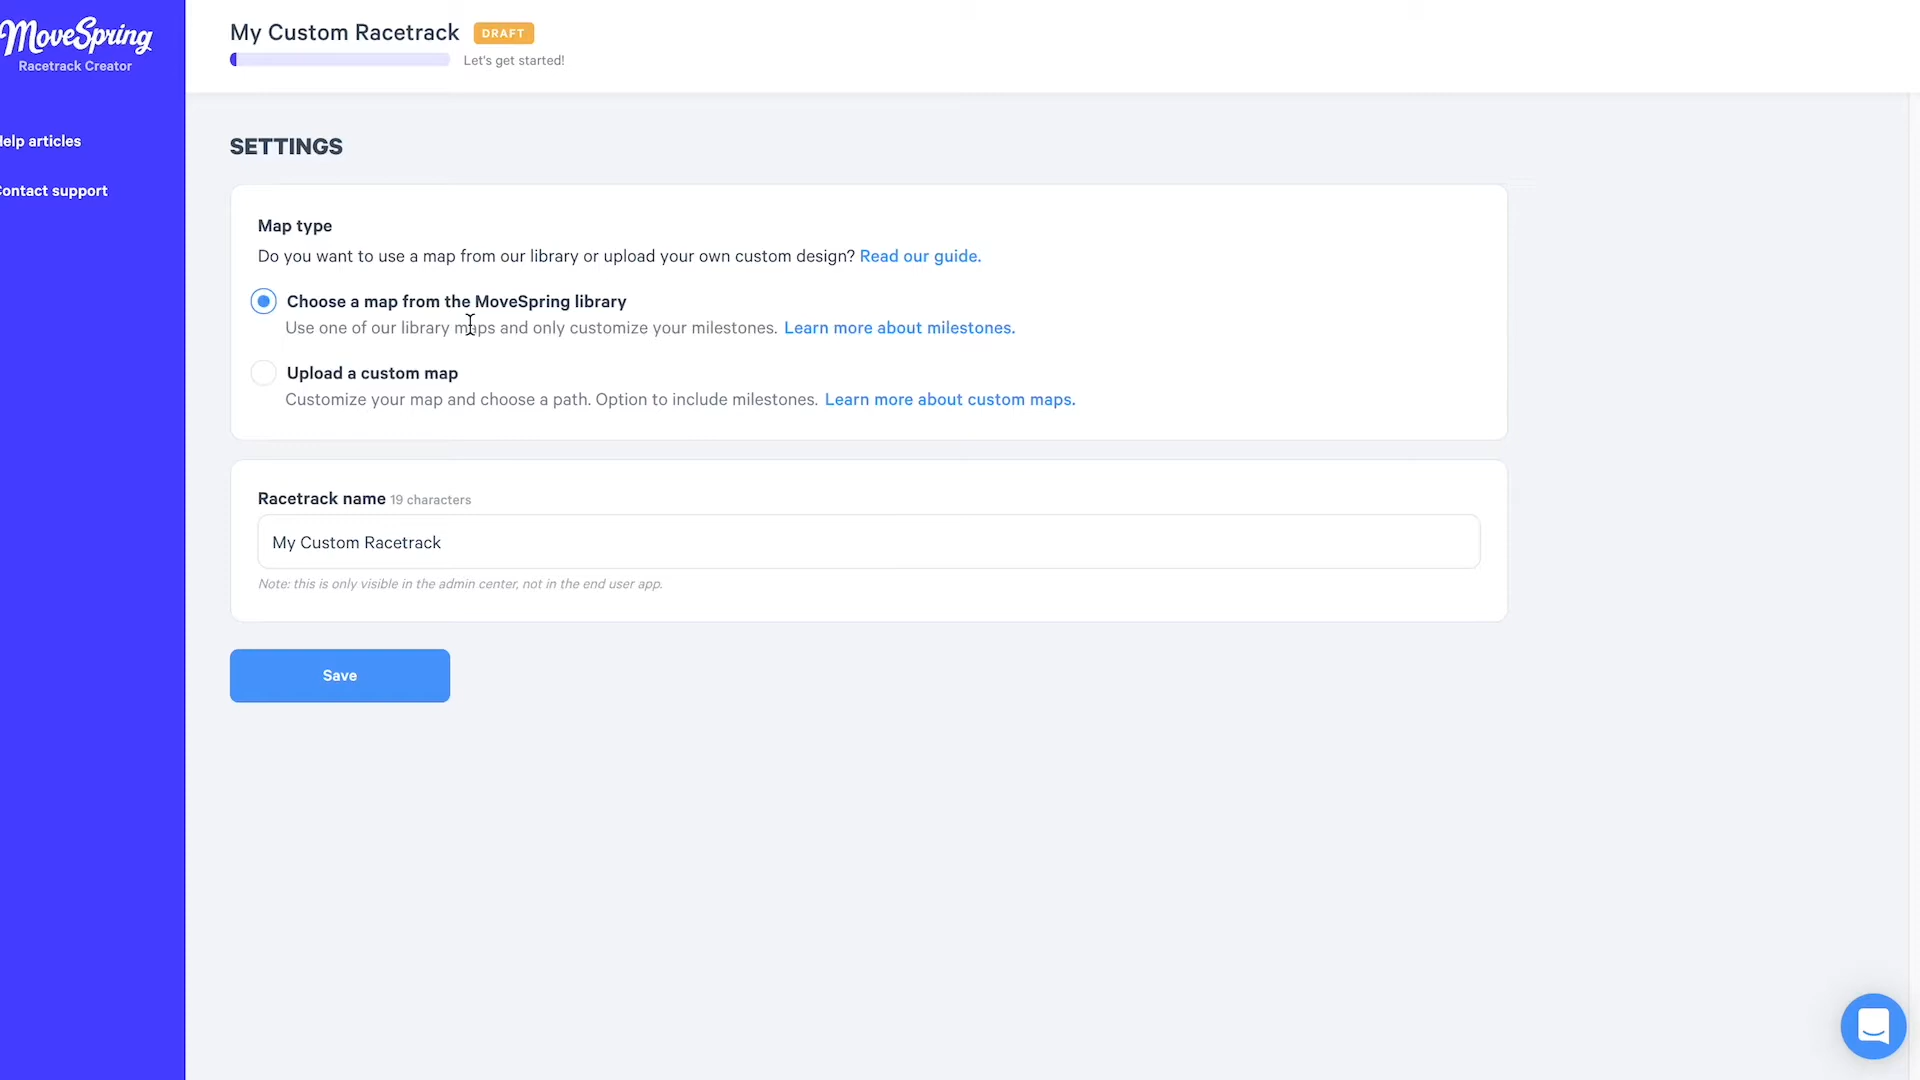 MoveSpring
Racetrack Creator
Help articles
Contact support
My Custom Racetrack DRAFT
Let's get started!
SETTINGS
Map type
Do you want to use a map from our library or upload your own custom design? Read our guide.
Choose a map from the MoveSpring library
Use one of our library maps and only customize your milestones. Learn more about milestones.
Upload a custom map
Customize your map and choose a path. Option to include milestones. Learn more about custom maps.
Racetrack name 19 characters
My Custom Racetrack
Note: this is only visible in the admin center, not in the end user app.
Save